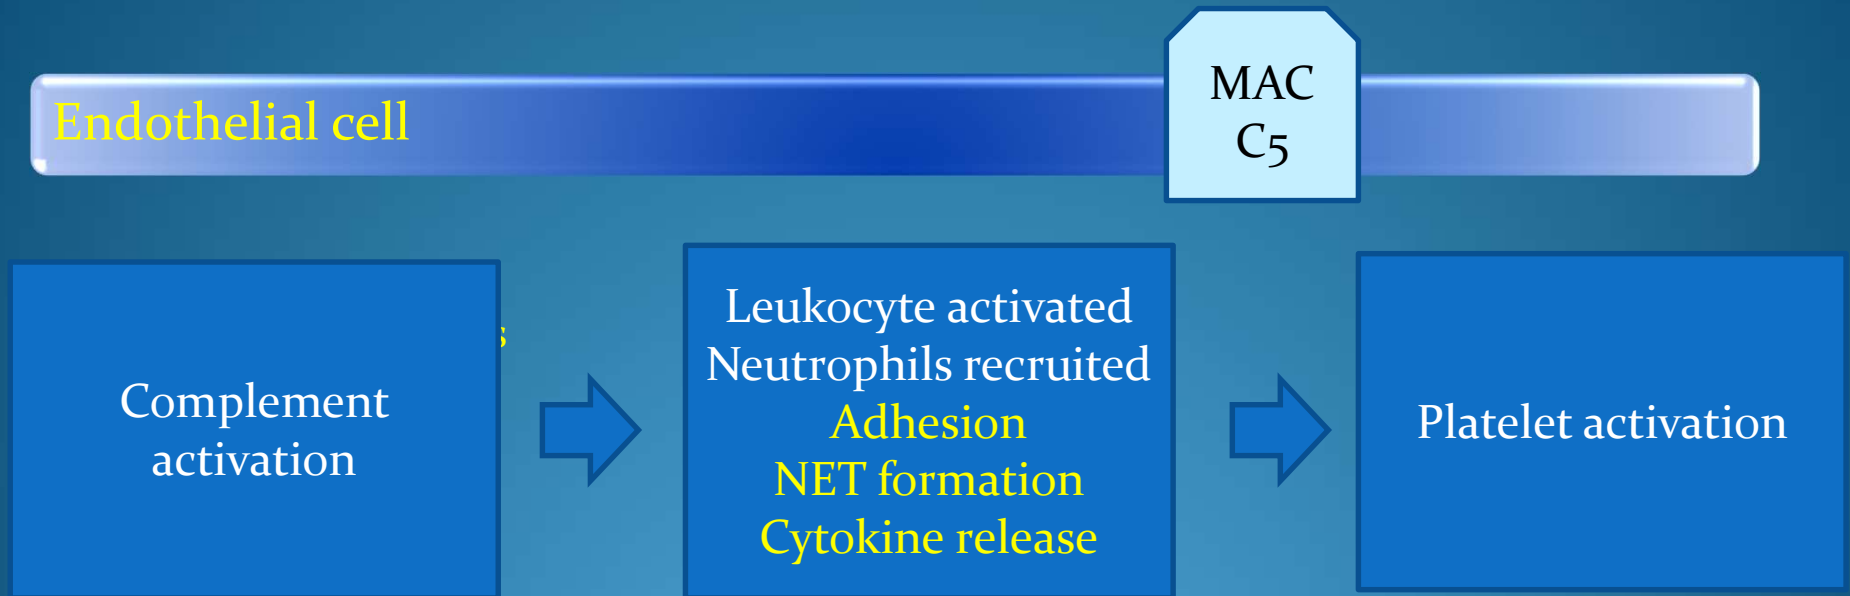 MAC
C5
Endothelial cell
Complement
activation
Leukocyte activated
Neutrophils recruited
Adhesion
NET formation
Cytokine release
Platelet activation